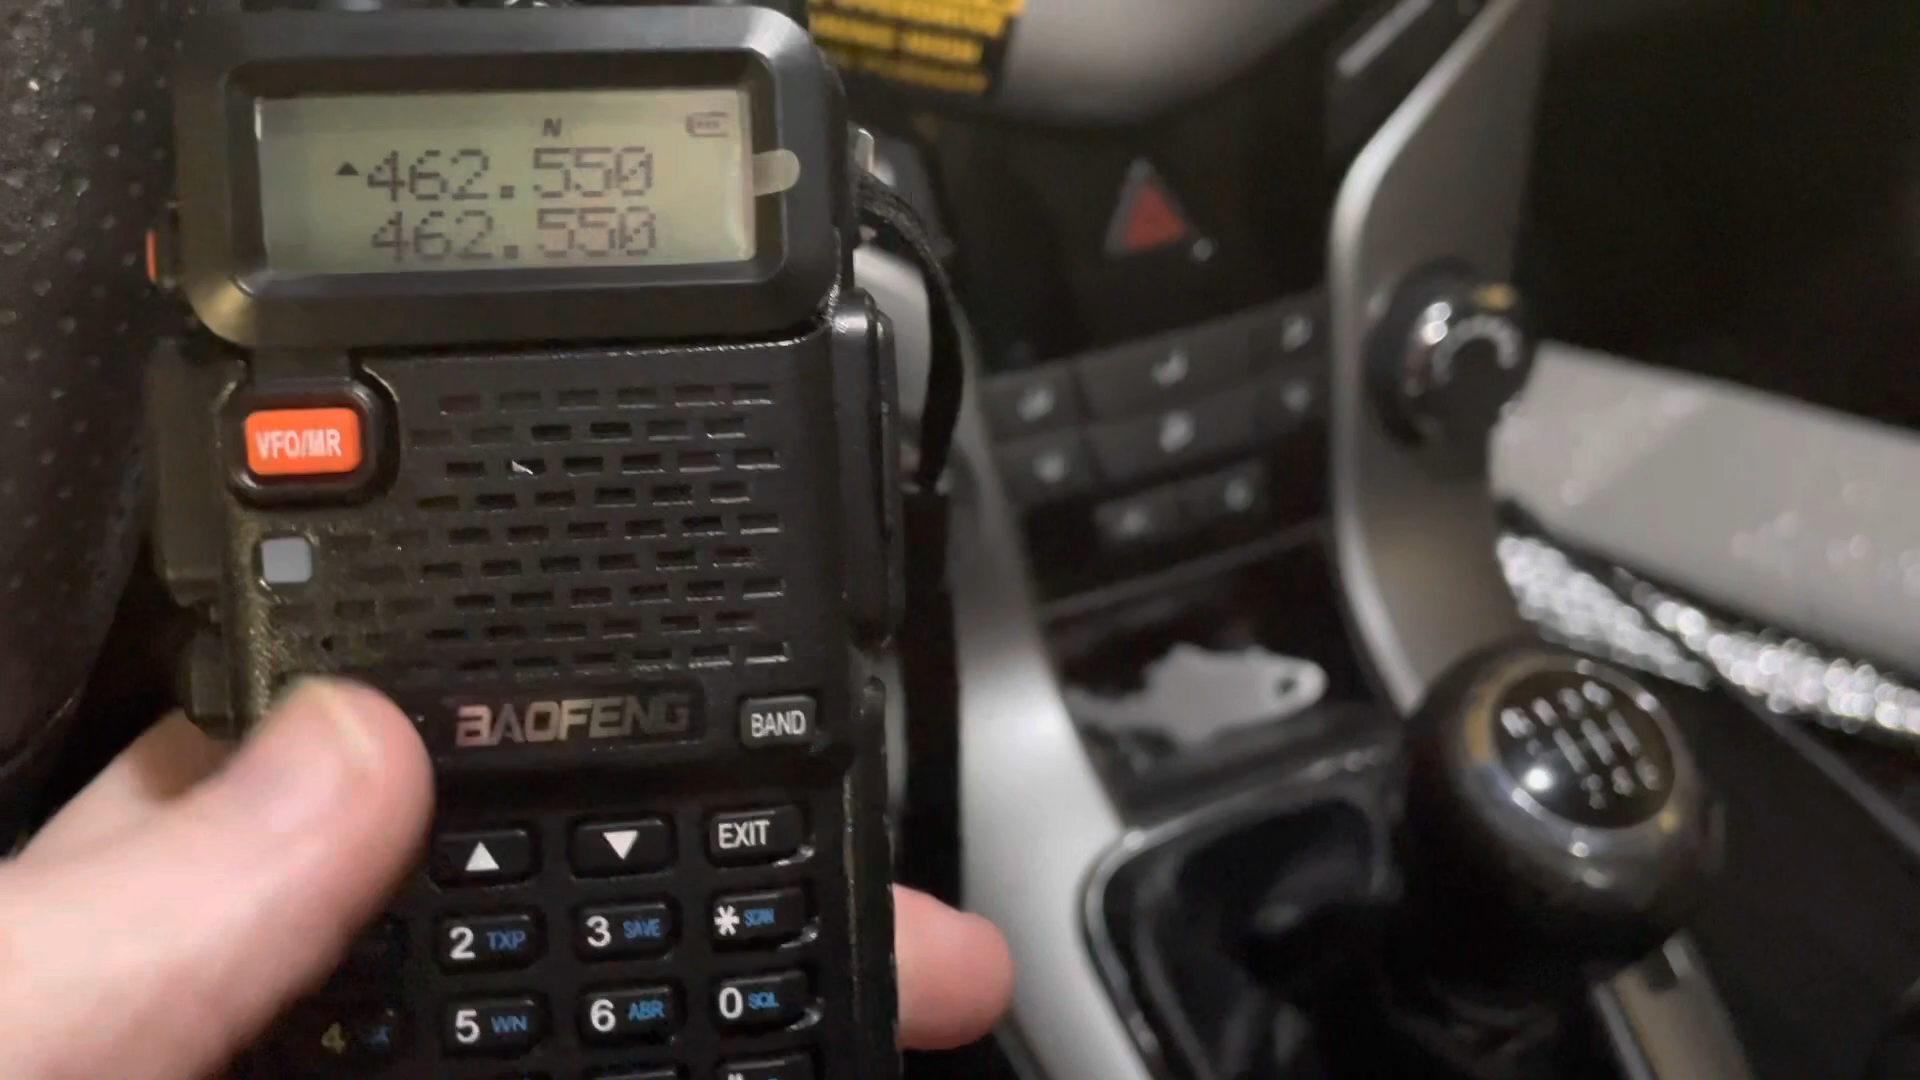 N
462.550
462.550
VFO/MR
BAOFENG
BAND
EXIT
2 TXP
3 SAVE
* SCAN
4
5 WN
6 ABR
0 SQL